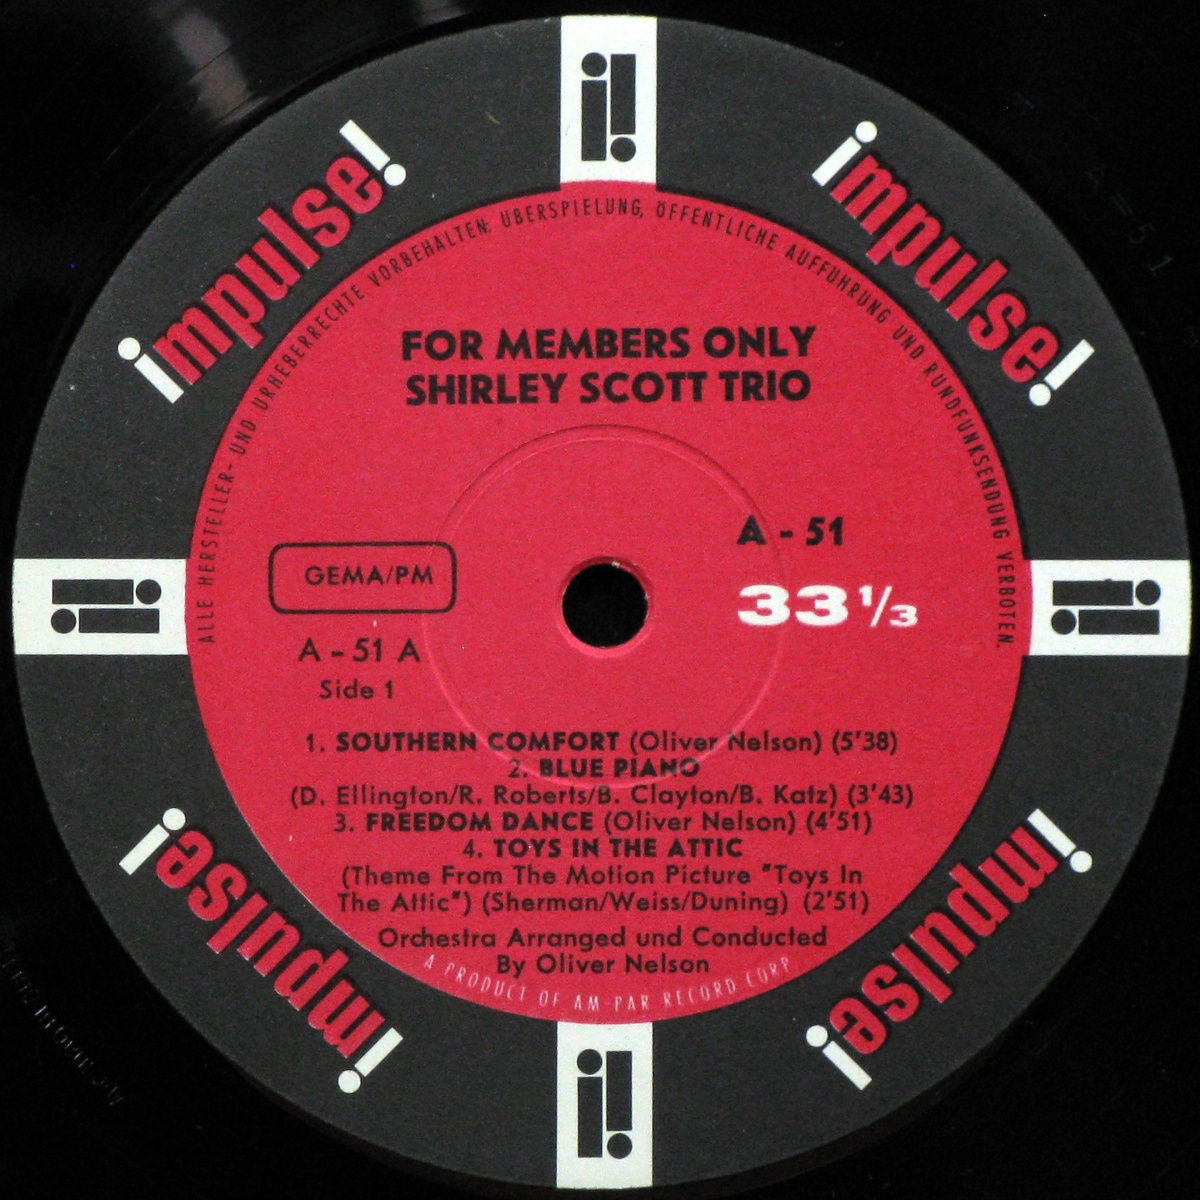 impulse!
impulse!
ALLE HERSTELLER- UND URHEBERRECHTE VORBEHALTEN: ÜBERSPIELUNG, ÖFFENTLICHE AUFFÜHRUNG UND RUNDFUNKSENDUNG VERBOTEN.
FOR MEMBERS ONLY
SHIRLEY SCOTT TRIO
A - 51
GEMA/PM
33 1/3
A - 51 A
Side 1
1. SOUTHERN COMFORT (Oliver Nelson) (5'38)
2. BLUE PIANO
(D. Ellington/R. Roberts/B. Clayton/B. Katz) (3'43)
3. FREEDOM DANCE (Oliver Nelson) (4'51)
4. TOYS IN THE ATTIC
(Theme From The Motion Picture "Toys In
The Attic") (Sherman/Weiss/Duning) (2'51)
Orchestra Arranged und Conducted
By Oliver Nelson
A PRODUCT OF AM-PAR RECORD CORP
impulse!
impulse!
A - 51